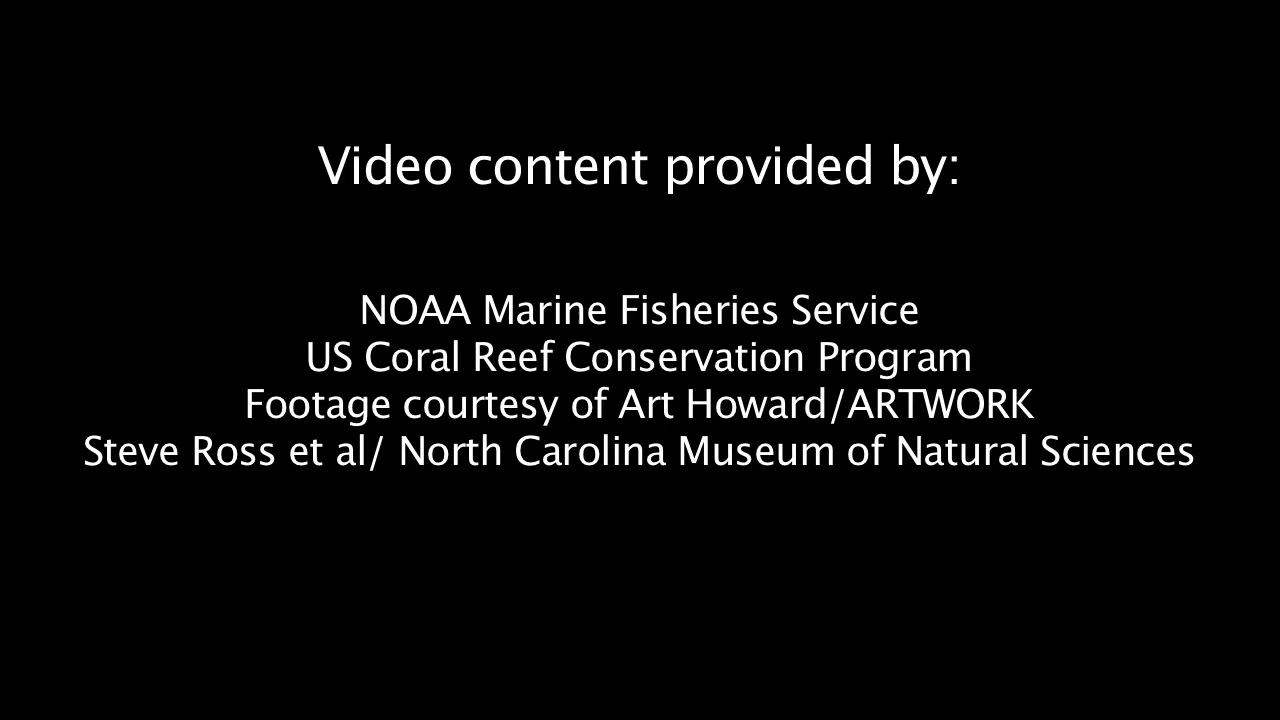 Video content provided by:
NOAA Marine Fisheries Service
US Coral Reef Conservation Program
Footage courtesy of Art Howard/ARTWORK
Steve Ross et al/ North Carolina Museum of Natural Sciences